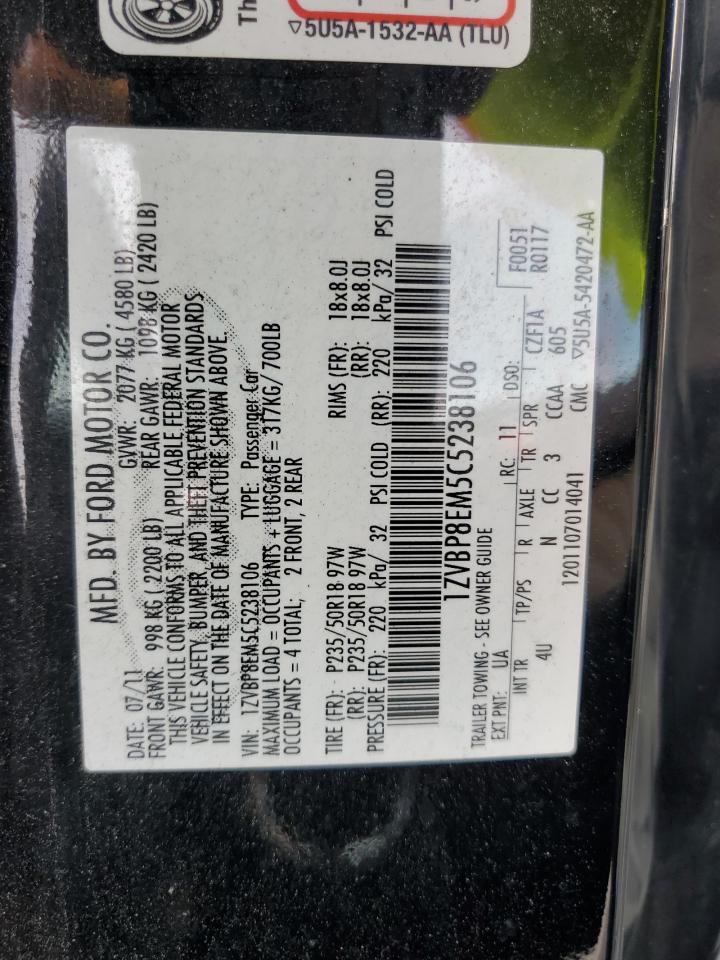 Th
▽5U5A-1532-AA (TLU)
MFD. BY FORD MOTOR CO.
DATE: 07/11 GVWR: 2077 KG ( 4580 LB)
FRONT GAWR: 998 KG ( 2200 LB) REAR GAWR: 1098 KG ( 2420 LB)
THIS VEHICLE CONFORMS TO ALL APPLICABLE FEDERAL MOTOR
VEHICLE SAFETY, BUMPER, AND THEFT PREVENTION STANDARDS
IN EFFECT ON THE DATE OF MANUFACTURE SHOWN ABOVE.
VIN: 1ZVBP8EM5C5238106 TYPE: Passenger Car
MAXIMUM LOAD = OCCUPANTS + LUGGAGE = 317KG/ 700LB
OCCUPANTS = 4 TOTAL, 2 FRONT, 2 REAR
TIRE (FR): P235/50R18 97W RIMS (FR): 18x8.0J
(RR): P235/50R18 97W (RR): 18x8.0J
PRESSURE (FR): 220 kPa/ 32 PSI COLD (RR): 220 kPa/ 32 PSI COLD
1ZVBP8EM5C5238106
TRAILER TOWING - SEE OWNER GUIDE
EXT PNT: UA RC: 11 DSO: F0051
R0117
INT TR TP/PS R AXLE TR SPR CZF1A
4U N CC 3 CCAA 605
1201107014041 CMC ▽5U5A-5420472-AA